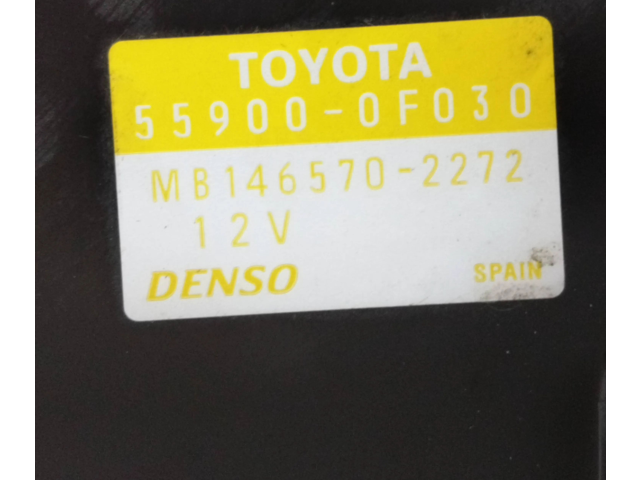 TOYOTA
55900-0F030
MB146570-2272
12V
DENSO SPAIN